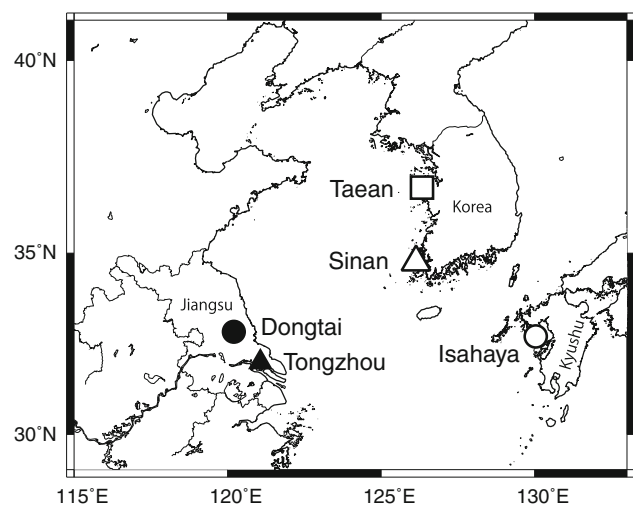 40°N
Taean
Korea
35°N
Sinan
Jiangsu
Dongtai
Tongzhou
Isahaya
Kyushu
30°N
115°E 120°E 125°E 130°E